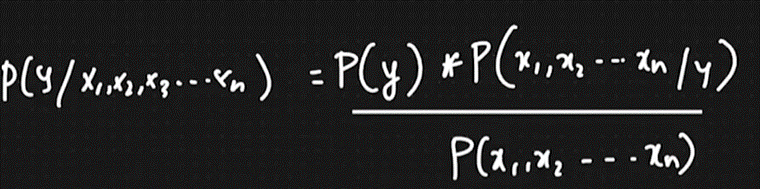 P(y/x₁,x₂,x₃...xₙ) = P(y) * P(x₁,x₂ --- xₙ/y)
P(x₁,x₂ - - - . xₙ)